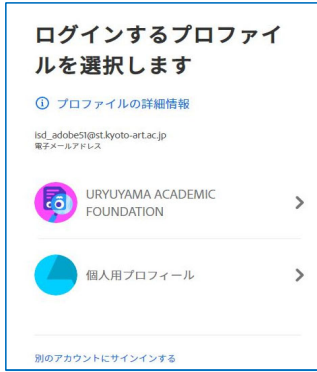 ログインするプロファイ
ルを選択します
プロファイルの詳細情報
isd_adobe51@st.kyoto-art.ac.jp
電子メールアドレス
URYUYAMA ACADEMIC
FOUNDATION
個人用プロフィール
別のアカウントにサインインする